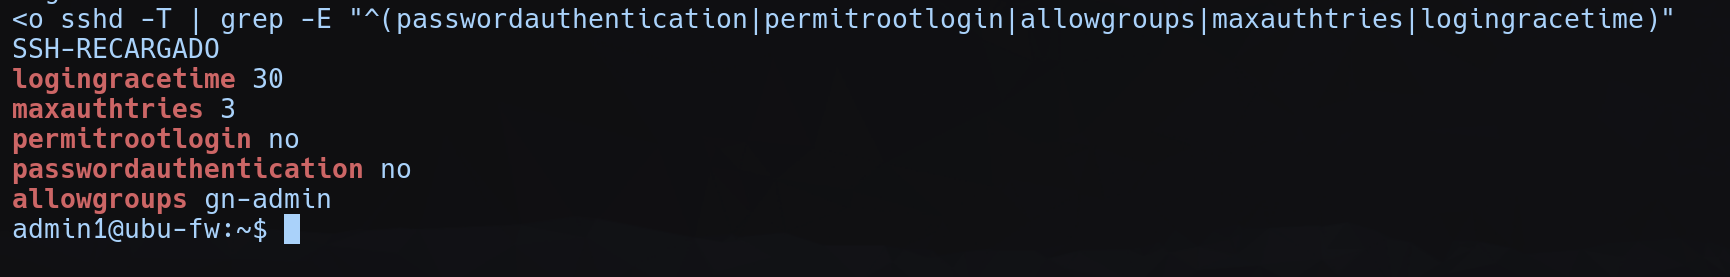 <o sshd -T | grep -E "^(passwordauthentication|permitrootlogin|allowgroups|maxauthtries|logingracetime)"
SSH-RECARGADO
logingracetime 30
maxauthtries 3
permitrootlogin no
passwordauthentication no
allowgroups gn-admin
admin1@ubu-fw:~$